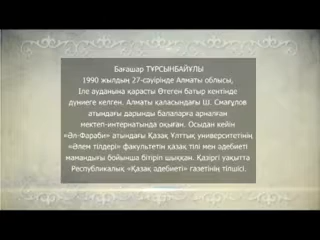 Бағашар ТҰРСЫНБАЙҰЛЫ
1990 жылдың 27-сәуірінде Алматы облысы,
Іле ауданына қарасты Өтеген батыр кентінде
дүниеге келген. Алматы қаласындағы Ш. Смағұлов
атындағы дарынды балаларға арналған
мектеп-интернатында оқыған. Осыдан кейін
«Әл-Фараби» атындағы Қазақ Ұлттық университетінің
«Әлем тілдері» факультетін қазақ тілі мен әдебиеті
мамандығы бойынша бітіріп шыққан. Қазіргі уақытта
Республикалық «Қазақ әдебиеті» газетінің тілшісі.